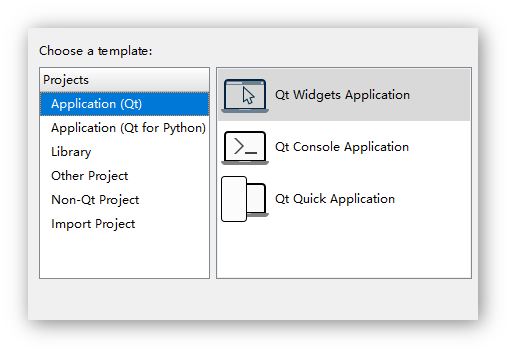 Choose a template:
Projects
Application (Qt)
Application (Qt for Python)
Library
Other Project
Non-Qt Project
Import Project
Qt Widgets Application
Qt Console Application
Qt Quick Application